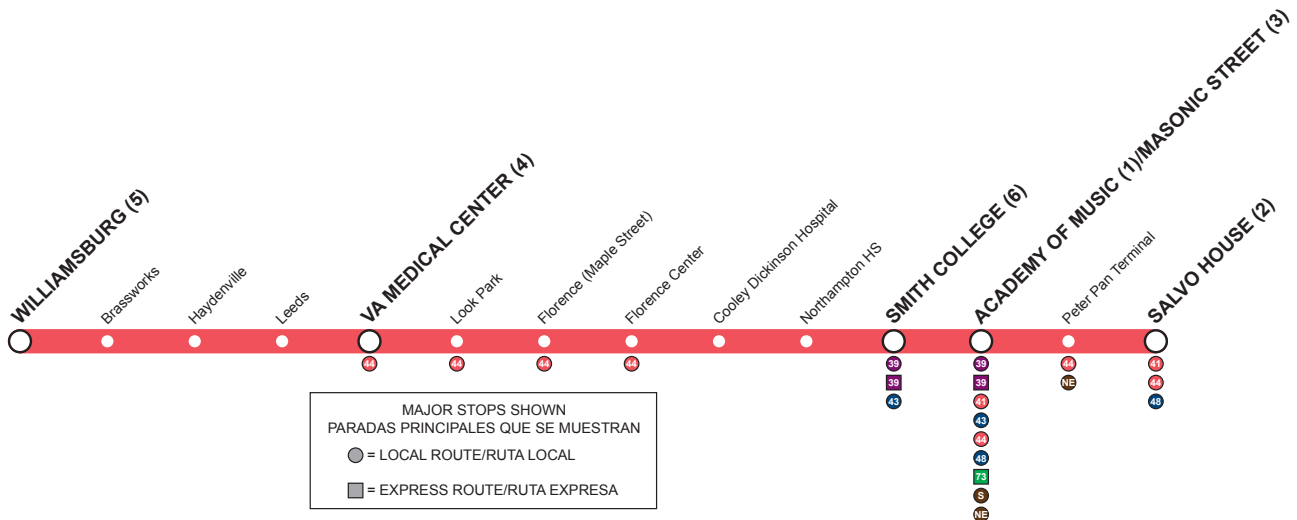 WILLIAMSBURG (5)
Brassworks
Haydenville
Leeds
VA MEDICAL CENTER (4)
Look Park
Florence (Maple Street)
Florence Center
Cooley Dickinson Hospital
Northampton HS
SMITH COLLEGE (6)
ACADEMY OF MUSIC (1)/MASONIC STREET (3)
Peter Pan Terminal
SALVO HOUSE (2)
44
44
44
44
39
39
43
39
39
41
43
44
48
73
S
NE
44
NE
41
44
48
MAJOR STOPS SHOWN
PARADAS PRINCIPALES QUE SE MUESTRAN
= LOCAL ROUTE/RUTA LOCAL
= EXPRESS ROUTE/RUTA EXPRESA